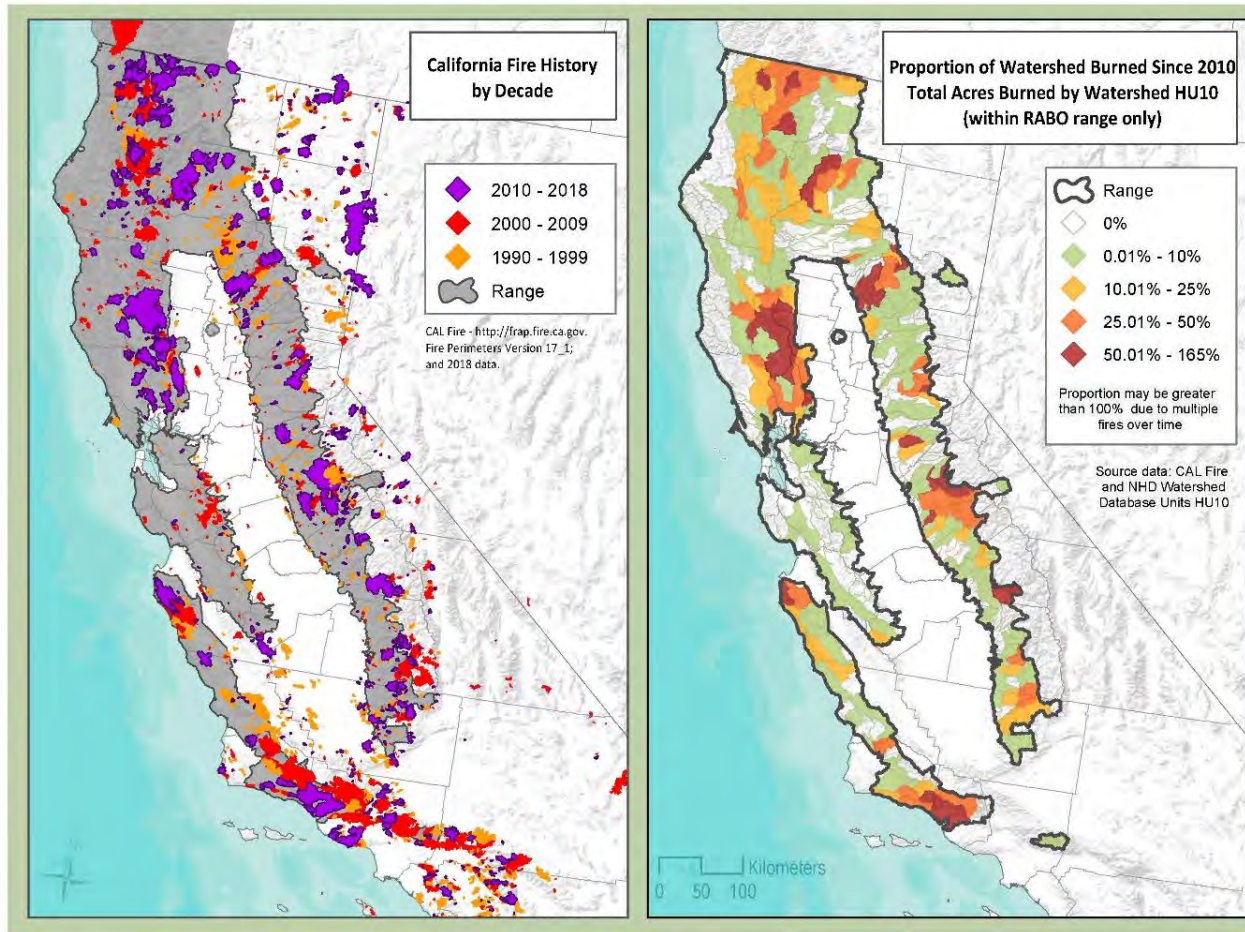 California Fire History
by Decade
2010 - 2018
2000 - 2009
1990 - 1999
Range
CAL Fire - http://frap.fire.ca.gov.
Fire Perimeters Version 17_1;
and 2018 data.
Proportion of Watershed Burned Since 2010
Total Acres Burned by Watershed HU10
(within RABO range only)
Range
0%
0.01% - 10%
10.01% - 25%
25.01% - 50%
50.01% - 165%
Proportion may be greater
than 100% due to multiple
fires over time
Source data: CAL Fire
and NHD Watershed
Database Units HU10
Kilometers
0 50 100